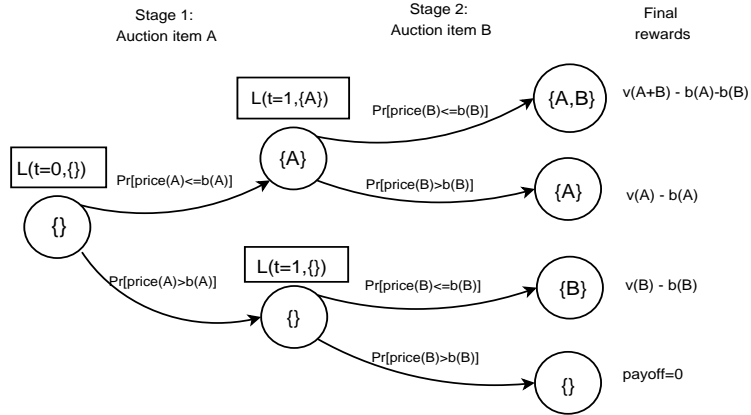 Stage 1:
Auction item A
Stage 2:
Auction item B
Final
rewards
L(t=0,{})
{}
Pr[price(A)<=b(A)]
Pr[price(A)>b(A)]
L(t=1,{A})
{A}
Pr[price(B)<=b(B)]
Pr[price(B)>b(B)]
L(t=1,{})
{}
Pr[price(B)<=b(B)]
Pr[price(B)>b(B)]
{A,B}
v(A+B) - b(A)-b(B)
{A}
v(A) - b(A)
{B}
v(B) - b(B)
{}
payoff=0